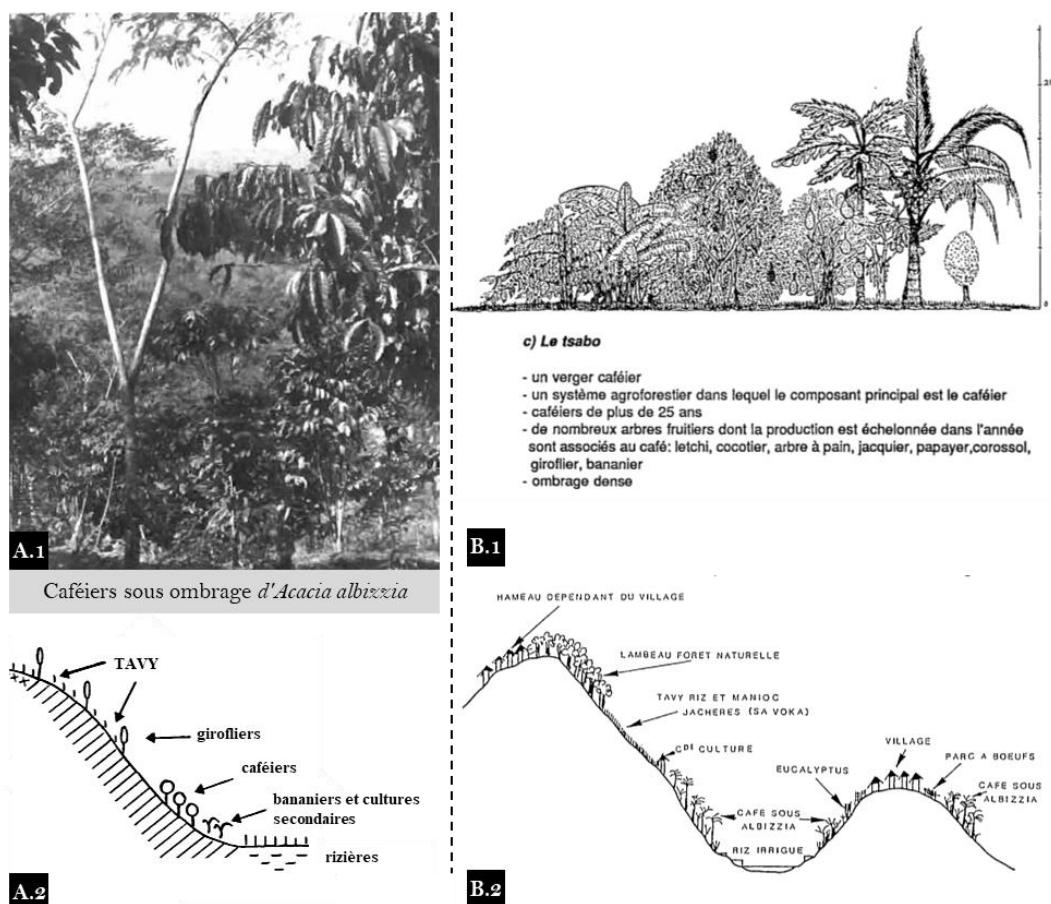 A.1
Caféiers sous ombrage d'Acacia albizzia
TAVY
girofliers
caféiers
bananiers et cultures
secondaires
rizières
A.2
c) Le tsabo
- un verger caféier
- un système agroforestier dans lequel le composant principal est le caféier
- caféiers de plus de 25 ans
- de nombreux arbres fruitiers dont la production est échelonnée dans l'année
sont associés au café: letchi, cocotier, arbre à pain, jacquier, papayer,corossol,
giroflier, bananier
- ombrage dense
B.1
HAMEAU DEPENDANT DU VILLAGE
LAMBEAU FORET NATURELLE
TAVY RIZ ET MANIOC
JACHERES (SAVOKA)
CDE CULTURE
EUCALYPTUS
VILLAGE
PARC A BOEUFS
CAFE SOUS
ALBIZZIA
CAFE SOUS
ALBIZZIA
RIZ IRRIGUE
B.2